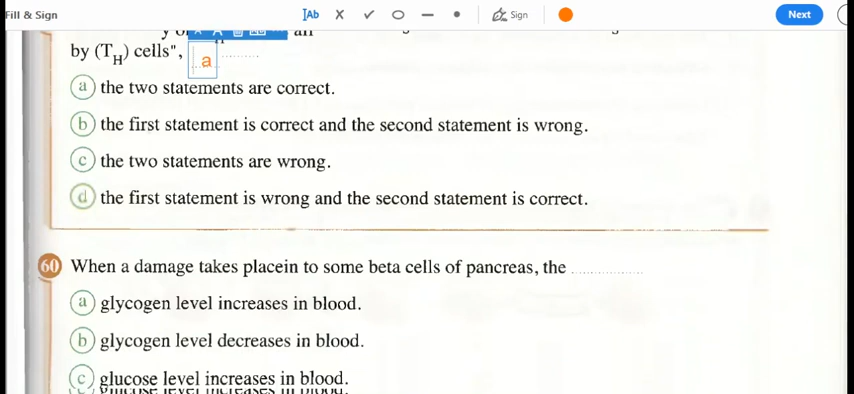 Fill & Sign Ab Sign Next
by (TH) cells", a ..........
a the two statements are correct.
b the first statement is correct and the second statement is wrong.
c the two statements are wrong.
d the first statement is wrong and the second statement is correct.
60 When a damage takes placein to some beta cells of pancreas, the ..................
a glycogen level increases in blood.
b glycogen level decreases in blood.
c glucose level increases in blood.